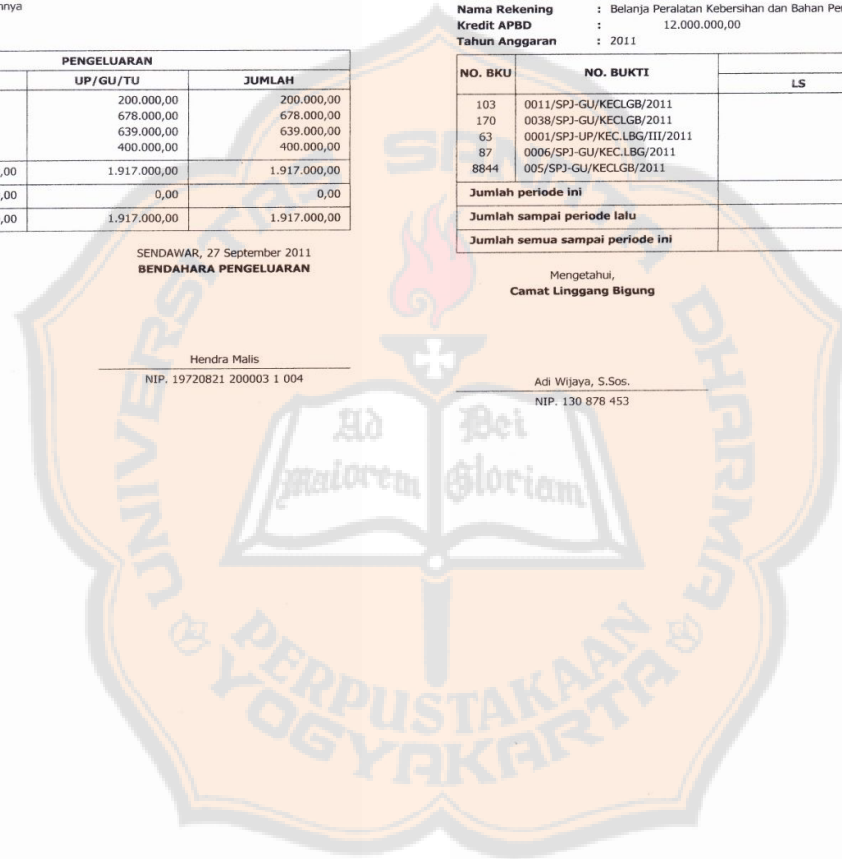 nnya
PENGELUARAN
UP/GU/TU JUMLAH
200.000,00 200.000,00
678.000,00 678.000,00
639.000,00 639.000,00
400.000,00 400.000,00
,00 1.917.000,00 1.917.000,00
,00 0,00 0,00
,00 1.917.000,00 1.917.000,00
SENDAWAR, 27 September 2011
BENDAHARA PENGELUARAN
Hendra Malis
NIP. 19720821 200003 1 004
Nama Rekening : Belanja Peralatan Kebersihan dan Bahan Per
Kredit APBD : 12.000.000,00
Tahun Anggaran : 2011
NO. BKU NO. BUKTI
LS
103 0011/SPJ-GU/KECLGB/2011
170 0038/SPJ-GU/KECLGB/2011
63 0001/SPJ-UP/KEC.LBG/III/2011
87 0006/SPJ-GU/KEC.LBG/2011
8844 005/SPJ-GU/KECLGB/2011
Jumlah periode ini
Jumlah sampai periode lalu
Jumlah semua sampai periode ini
Mengetahui,
Camat Linggang Bigung
Adi Wijaya, S.Sos.
NIP. 130 878 453
UNIVERSITAS SANATA DHARMA
Ad Dei
Maiorem Gloriam
PERPUSTAKAAN
YOGYAKARTA